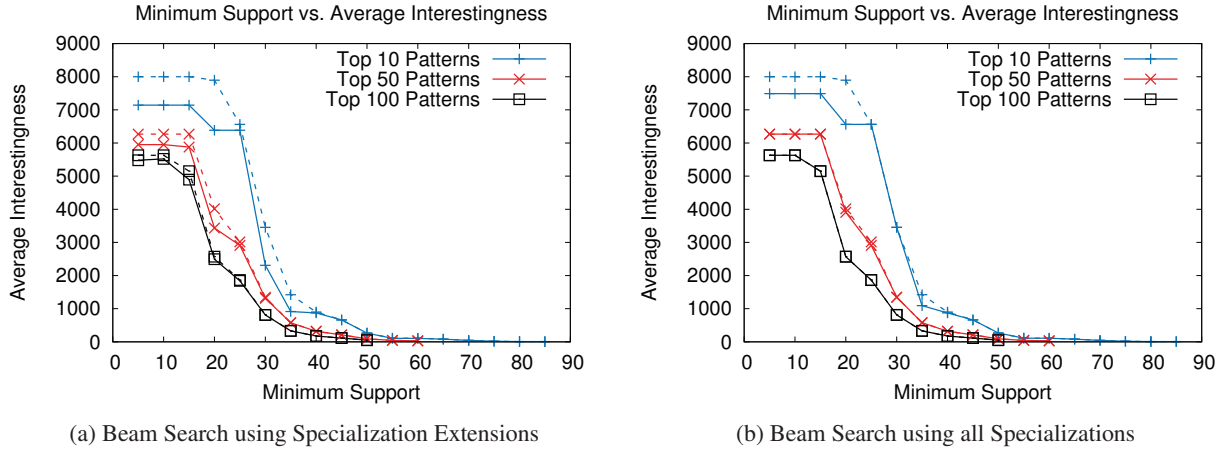 Minimum Support vs. Average Interestingness
9000
8000
7000
6000
5000
4000
3000
2000
1000
0
Average Interestingness
Top 10 Patterns
Top 50 Patterns
Top 100 Patterns
0 10 20 30 40 50 60 70 80 90
Minimum Support
(a) Beam Search using Specialization Extensions
Minimum Support vs. Average Interestingness
9000
8000
7000
6000
5000
4000
3000
2000
1000
0
Average Interestingness
Top 10 Patterns
Top 50 Patterns
Top 100 Patterns
0 10 20 30 40 50 60 70 80 90
Minimum Support
(b) Beam Search using all Specializations